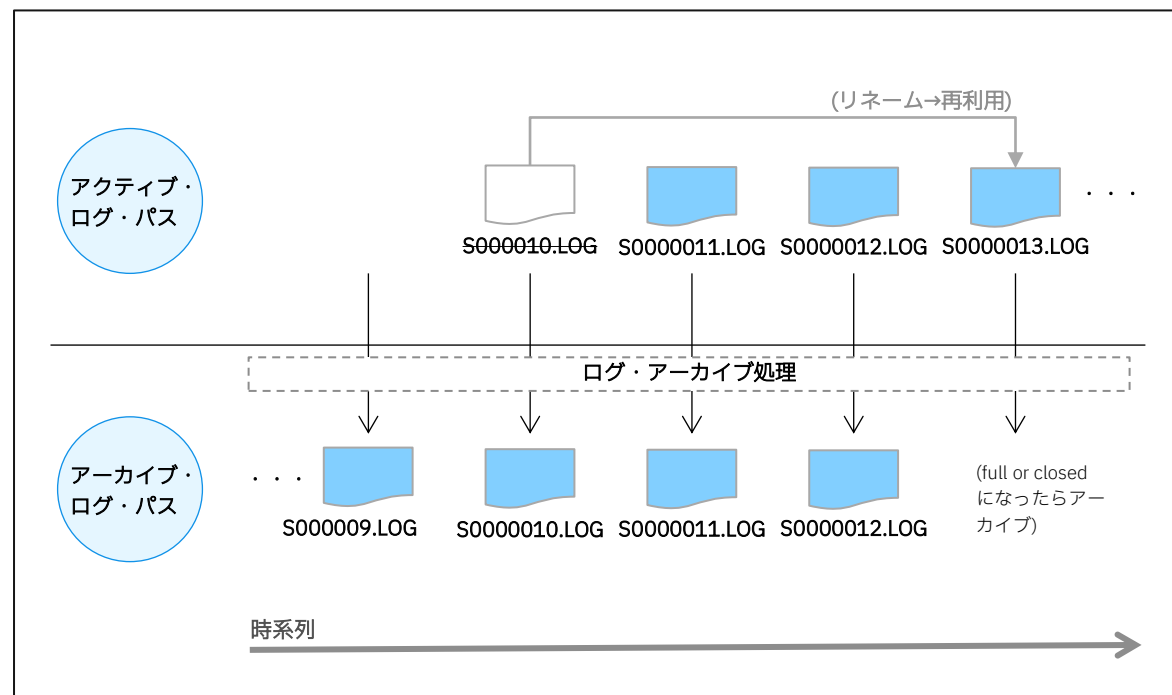 (リネーム→再利用)
アクティブ・
ログ・パス
. . .
S000010.LOG
S0000011.LOG
S0000012.LOG
S0000013.LOG
ログ・アーカイブ処理
アーカイブ・
ログ・パス
. . .
(full or closed
になったらアー
カイブ)
S000009.LOG
S0000010.LOG
S0000011.LOG
S0000012.LOG
時系列